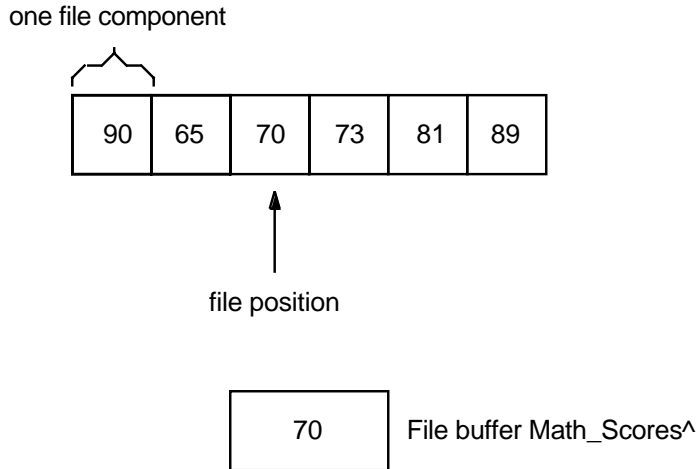 one file component
90 65 70 73 81 89
file position
70 File buffer Math_Scores^